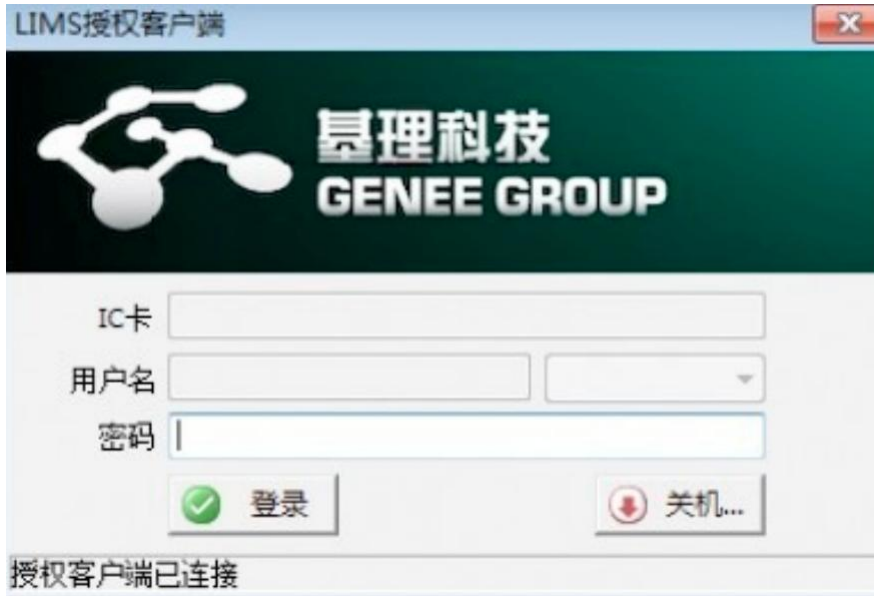 LIMS授权客户端
基理科技
GENEE GROUP
IC卡
用户名
密码
登录 关机...
授权客户端已连接